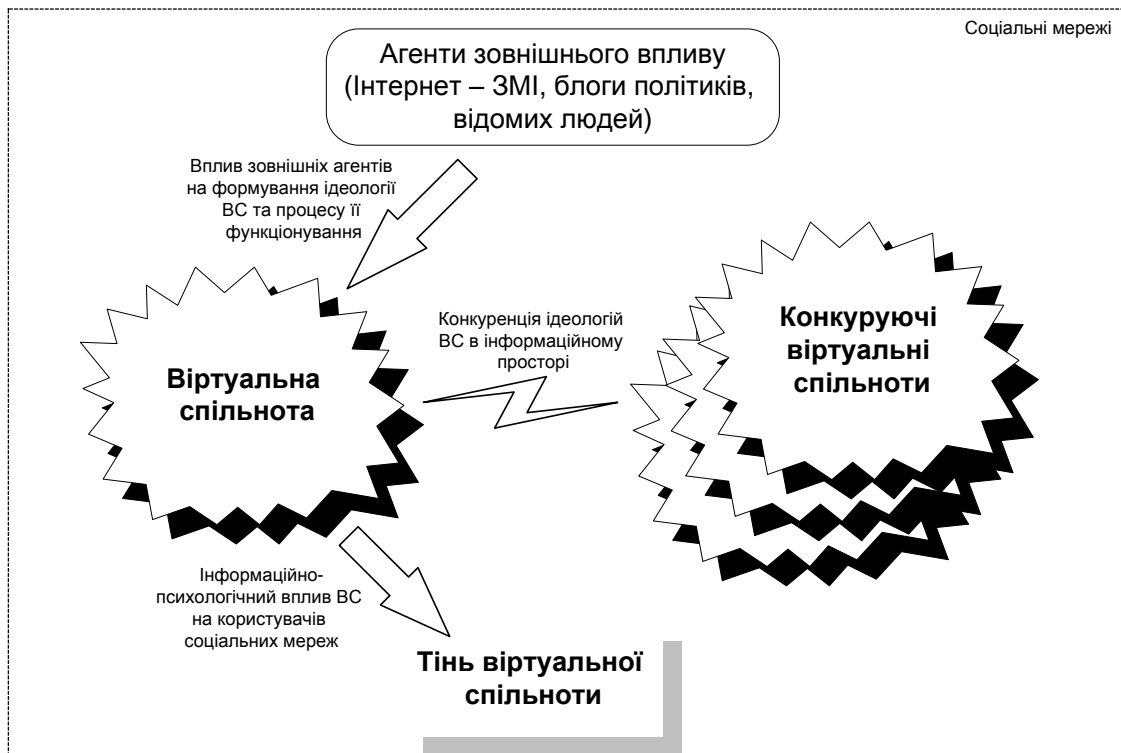 Соціальні мережі
Агенти зовнішнього впливу
(Інтернет – ЗМІ, блоги політиків,
відомих людей)
Вплив зовнішніх агентів
на формування ідеології
ВС та процесу її
функціонування
Конкуренція ідеологій
ВС в інформаційному
просторі
Конкуруючі
віртуальні
спільноти
Віртуальна
спільнота
Інформаційно-
психологічний вплив ВС
на користувачів
соціальних мереж
Тінь віртуальної
спільноти